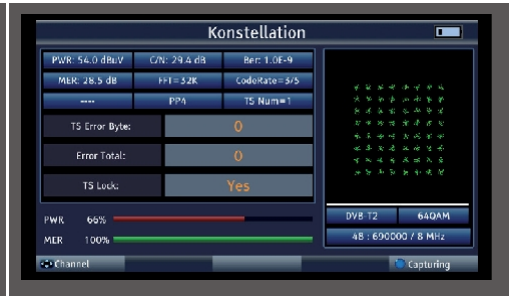 Konstellation
PWR: 54.0 dBuV C/N: 29.4 dB Ber: 1.0E-9
MER: 28.5 dB FFT=32K CodeRate=3/5
---- PP4 TS Num=1
TS Error Byte: 0
Error Total: 0
TS Lock: Yes
PWR 66%
MER 100%
DVB-T2 64QAM
48 : 690000 / 8 MHz
Channel Capturing